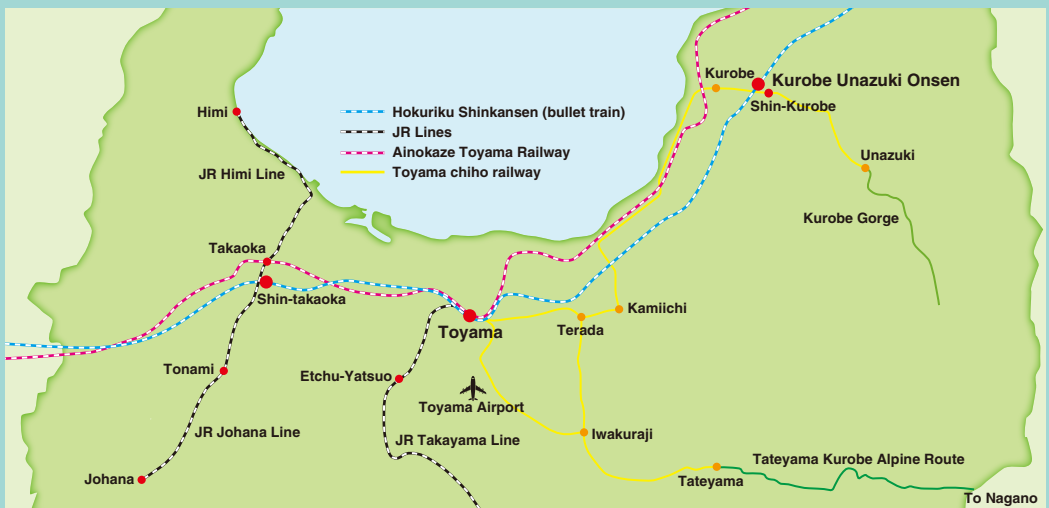 Kurobe
Kurobe Unazuki Onsen
Shin-Kurobe
Himi
Hokuriku Shinkansen (bullet train)
JR Lines
Ainokaze Toyama Railway
Toyama chiho railway
Unazuki
JR Himi Line
Kurobe Gorge
Takaoka
Shin-takaoka
Kamiichi
Toyama
Terada
Tonami
Etchu-Yatsuo
Toyama Airport
JR Johana Line
JR Takayama Line
Iwakuraji
Tateyama Kurobe Alpine Route
Johana
Tateyama
To Nagano